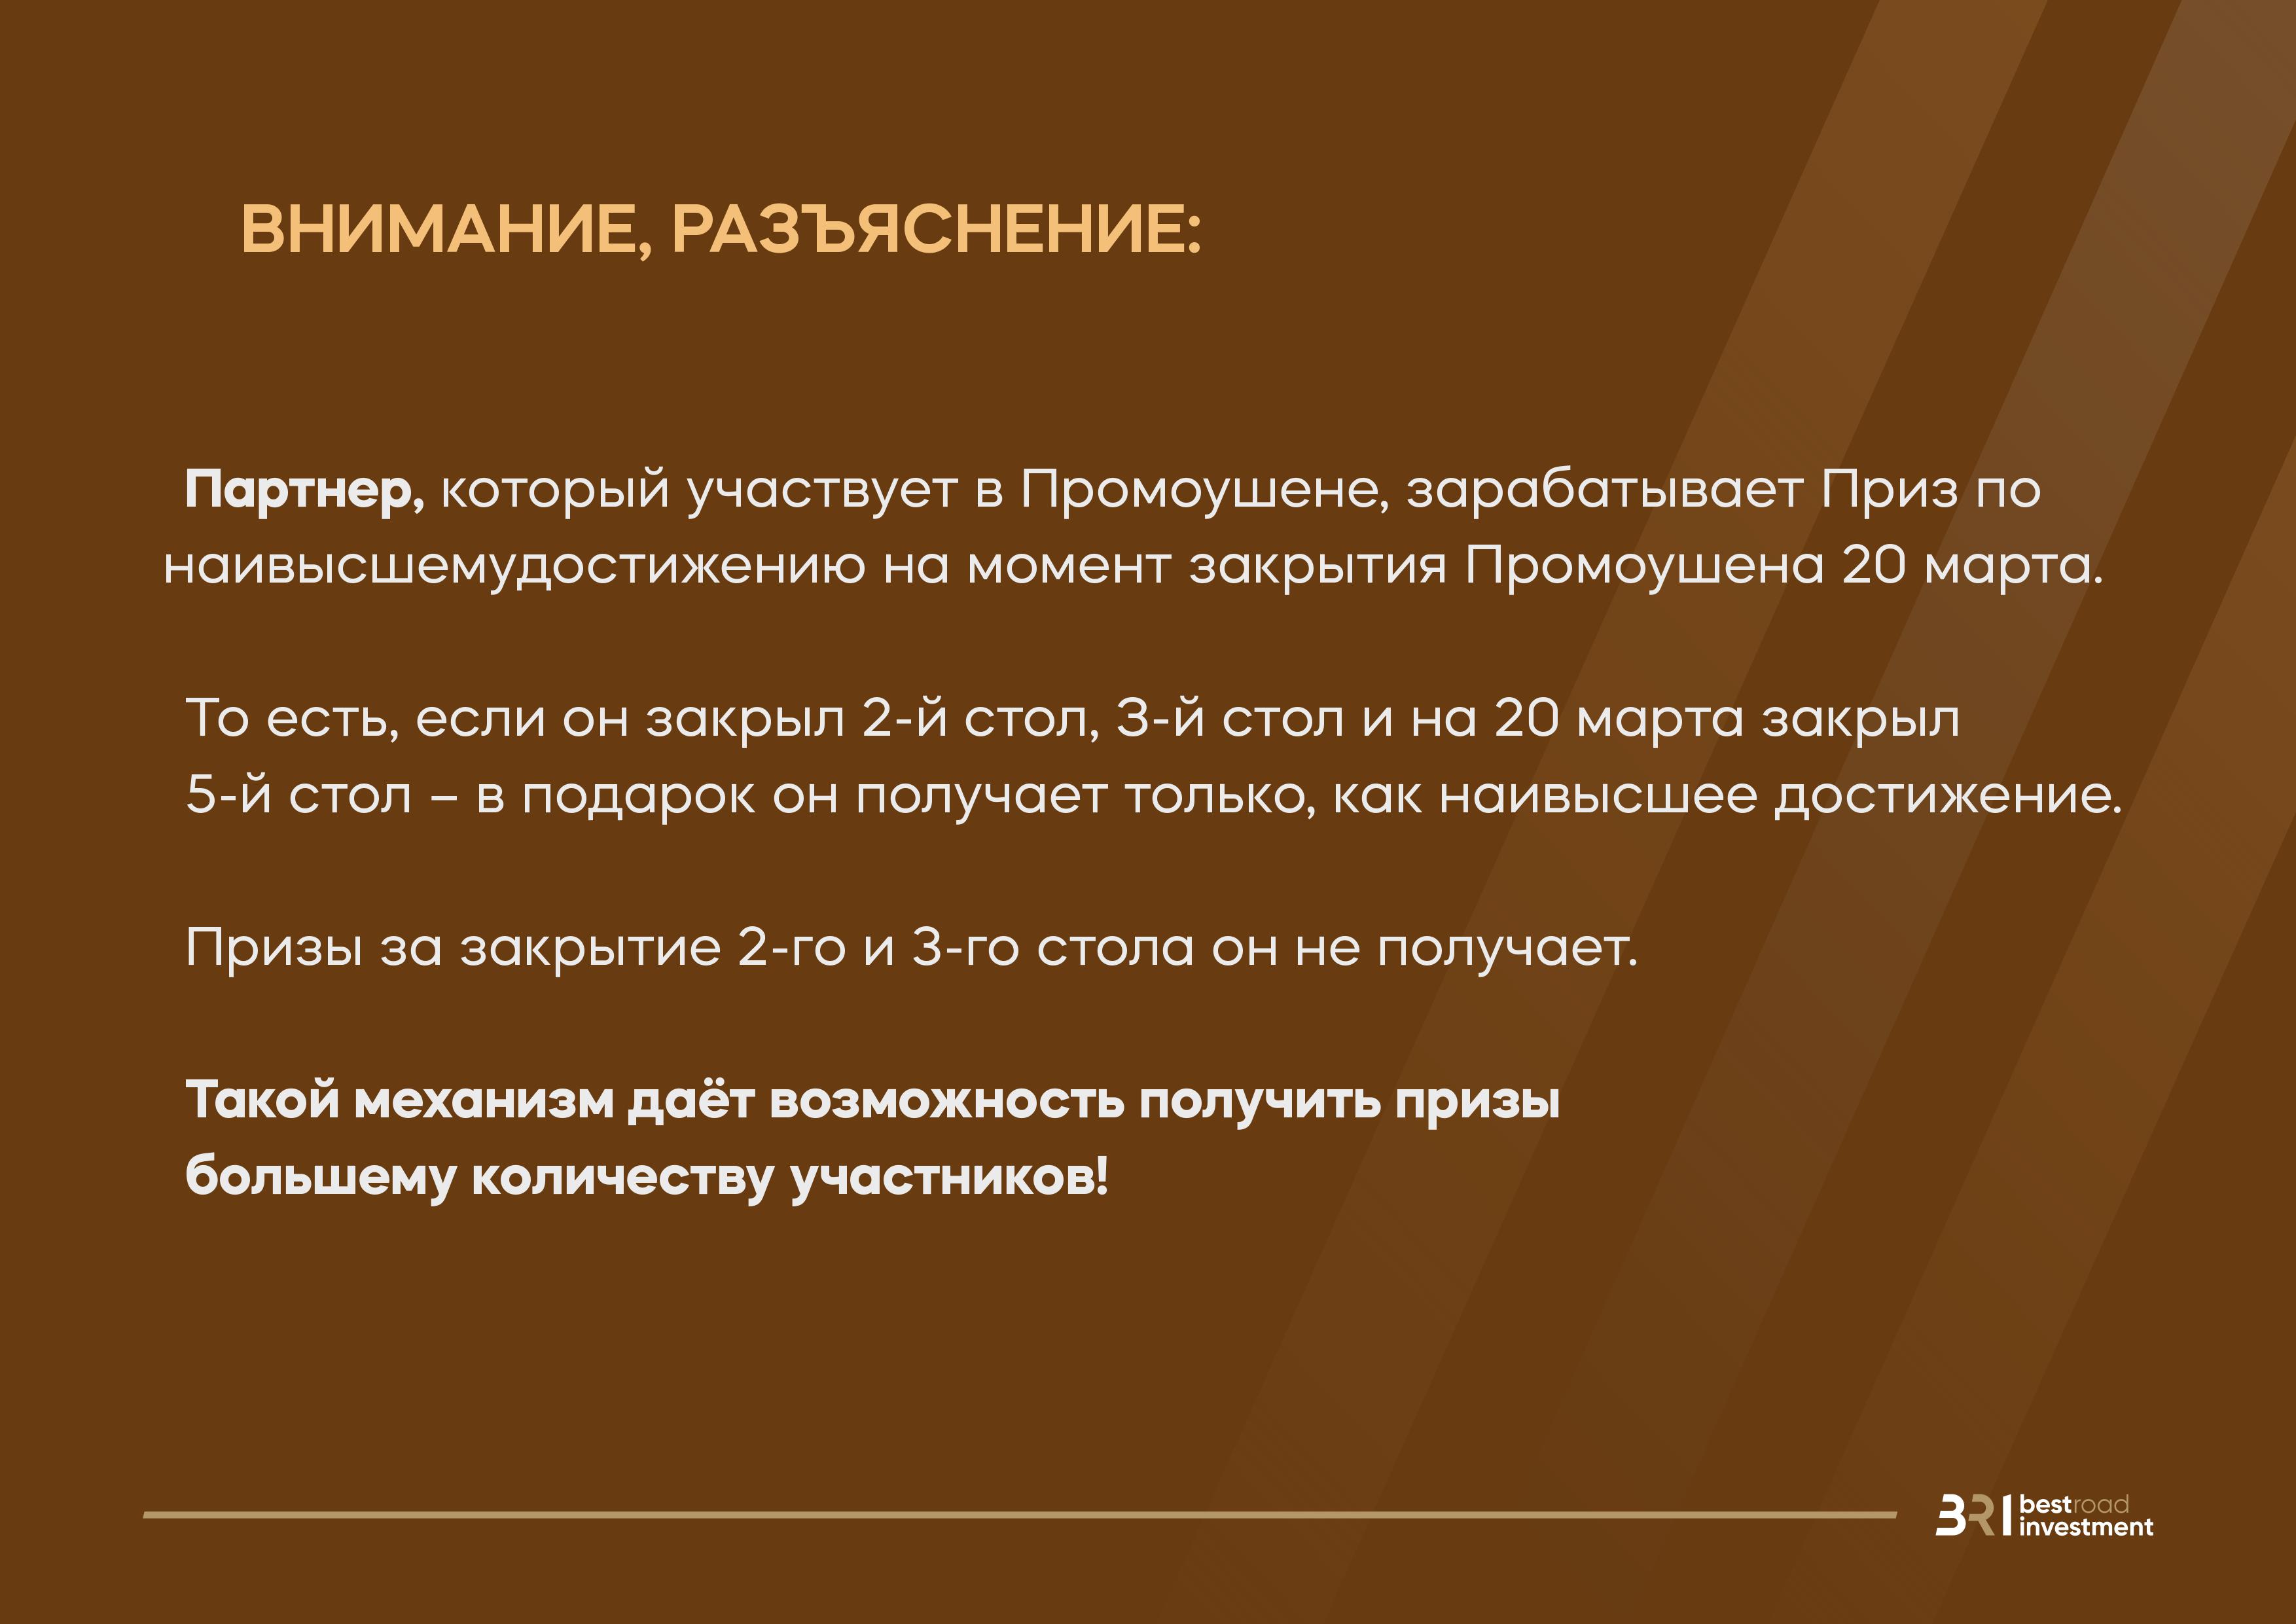 ВНИМАНИЕ, РАЗЪЯСНЕНИЕ:
Партнер, который участвует в Промоушене, зарабатывает Приз по
наивысшемудостижению на момент закрытия Промоушена 20 марта.
То есть, если он закрыл 2-й стол, 3-й стол и на 20 марта закрыл
5-й стол – в подарок он получает только, как наивысшее достижение.
Призы за закрытие 2-го и 3-го стола он не получает.
Такой механизм даёт возможность получить призы
большему количеству участников!
BRI bestroad
investment